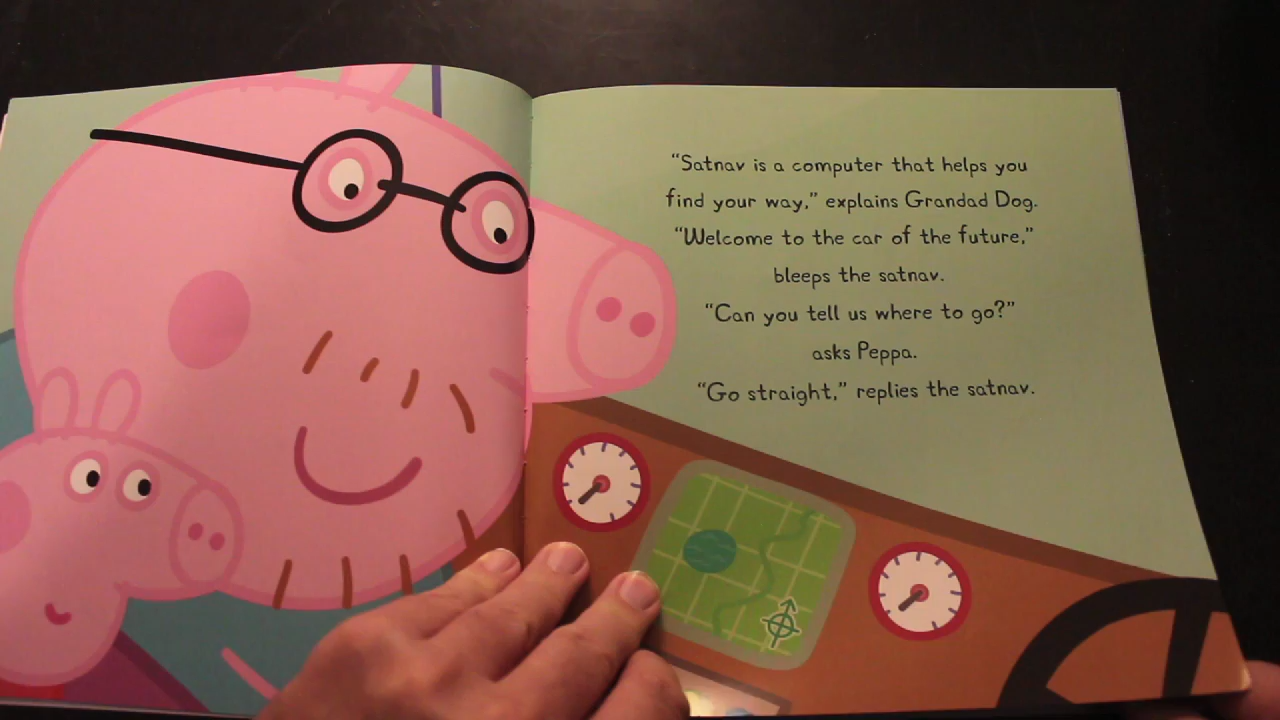 “Satnav is a computer that helps you
find your way,” explains Grandad Dog.
“Welcome to the car of the future,”
bleeps the satnav.
“Can you tell us where to go?”
asks Peppa.
“Go straight,” replies the satnav.